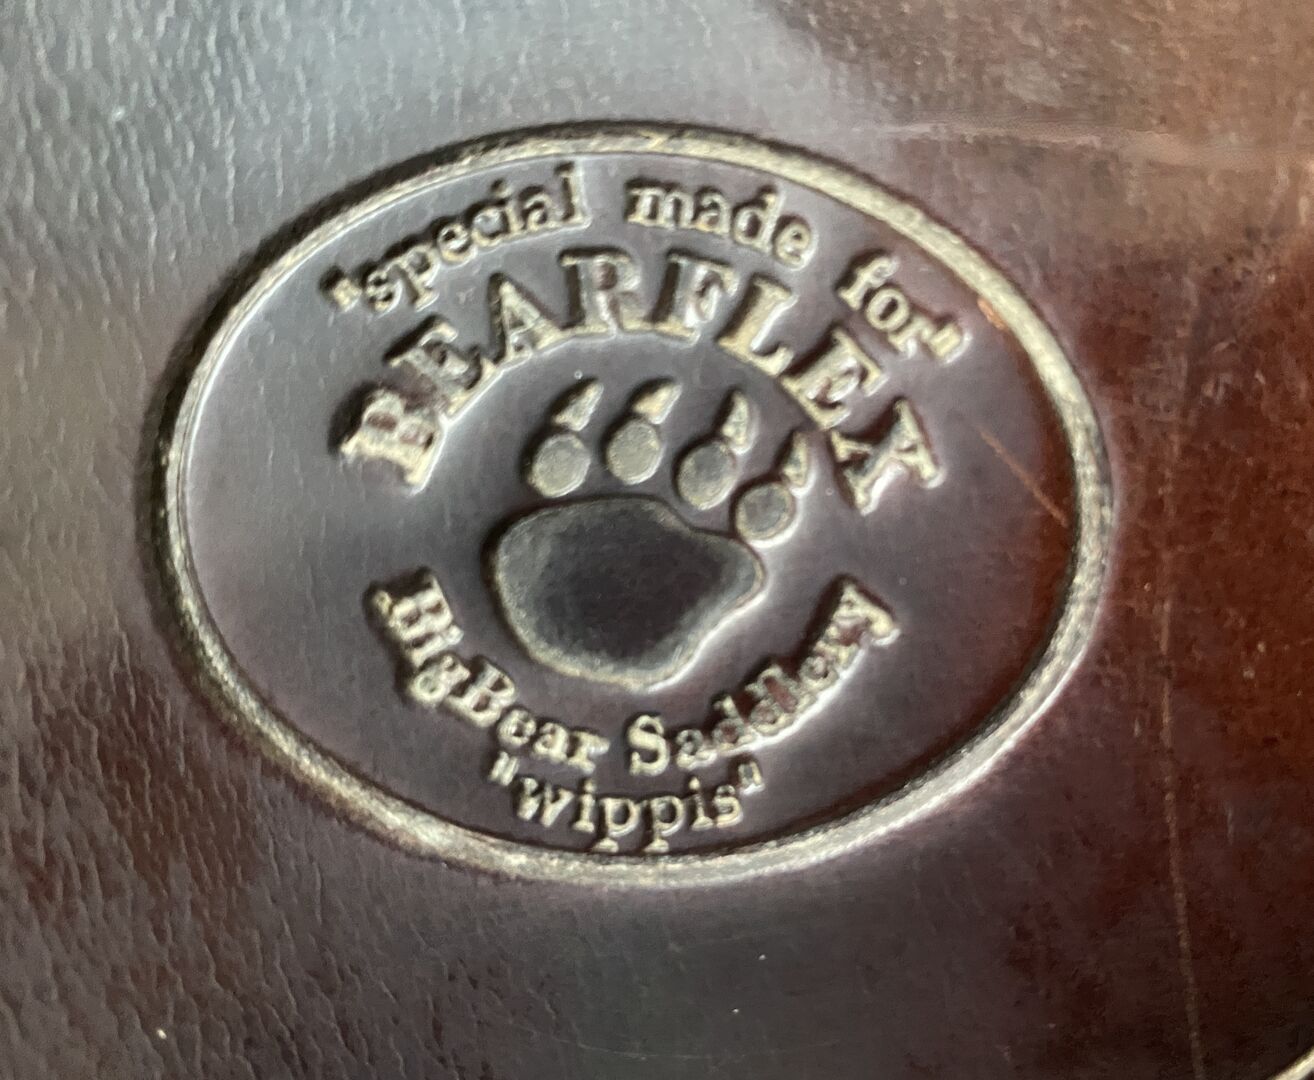 "special made for"
BEARFLEX
BigBear Saddlery
"wippis"